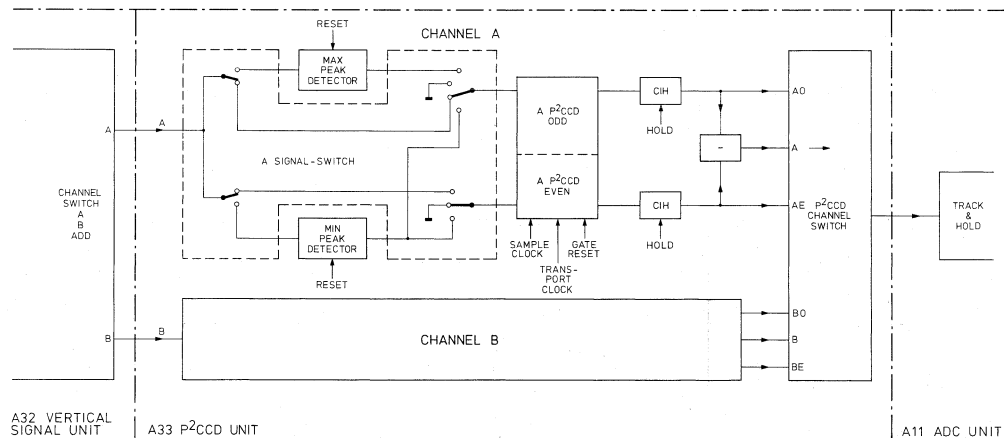 RESET
CHANNEL A
MAX
PEAK
DETECTOR
A P²CCD
ODD
CIH
HOLD
A0
A
A
A SIGNAL-SWITCH
-
A
CHANNEL
SWITCH
A
B
ADD
A P²CCD
EVEN
CIH
HOLD
AE
P²CCD
CHANNEL
SWITCH
TRACK
&
HOLD
MIN
PEAK
DETECTOR
RESET
SAMPLE
CLOCK
TRANS-
PORT
CLOCK
GATE
RESET
B
B
CHANNEL B
B0
B
BE
A32 VERTICAL
SIGNAL UNIT
A33 P²CCD UNIT
A11 ADC UNIT